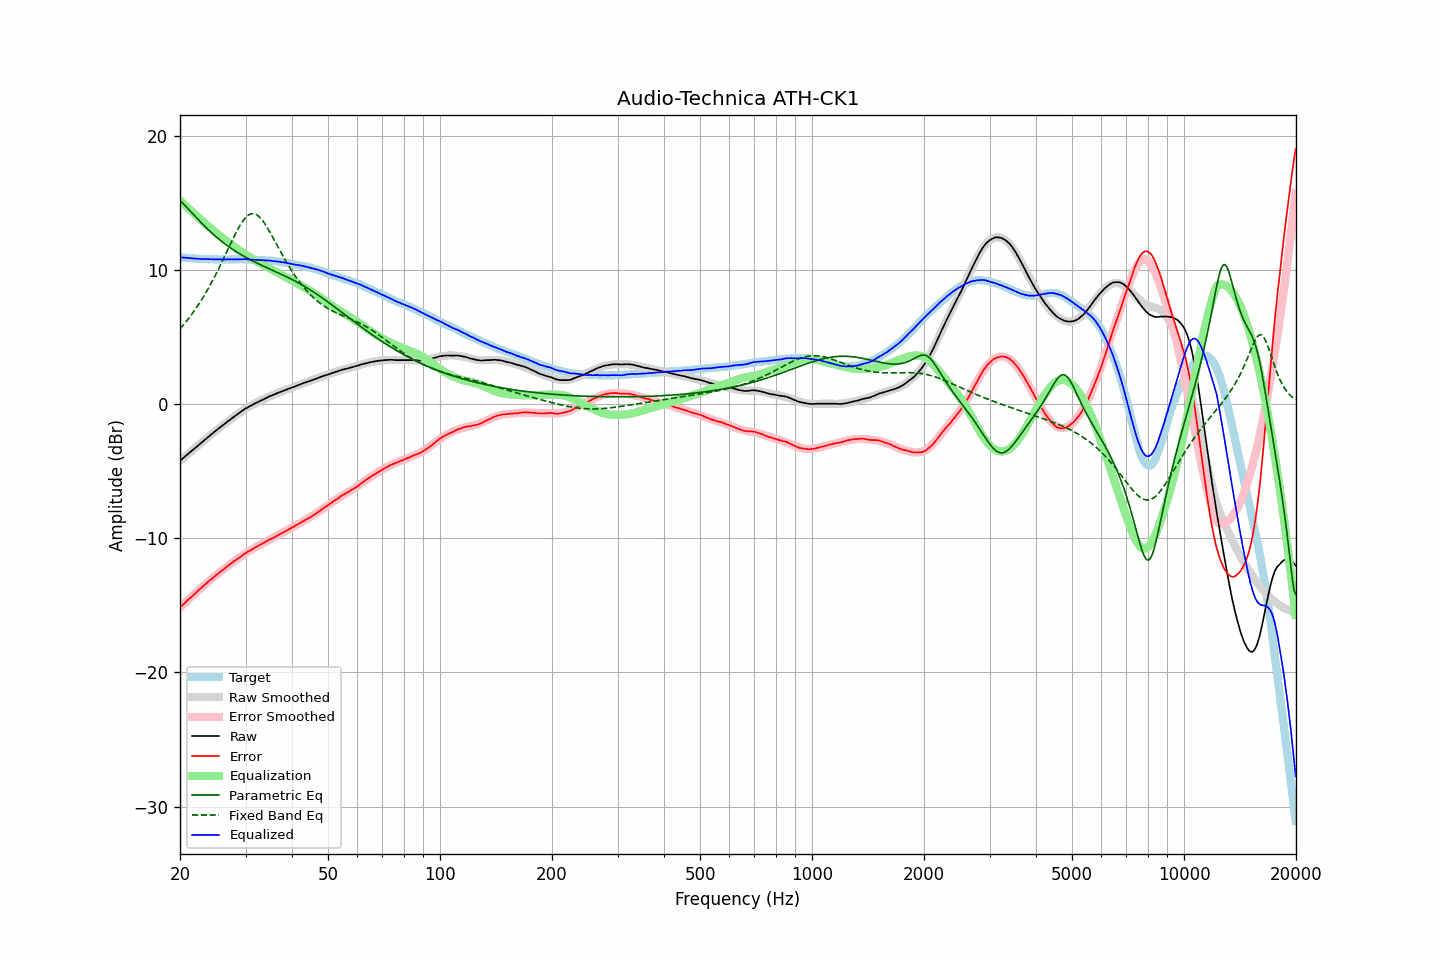 Audio-Technica ATH-CK1
20
10
0
−10
−20
−30
Amplitude (dBr)
Target
Raw Smoothed
Error Smoothed
Raw
Error
Equalization
Parametric Eq
Fixed Band Eq
Equalized
20 50 100 200 500 1000 2000 5000 10000 20000
Frequency (Hz)